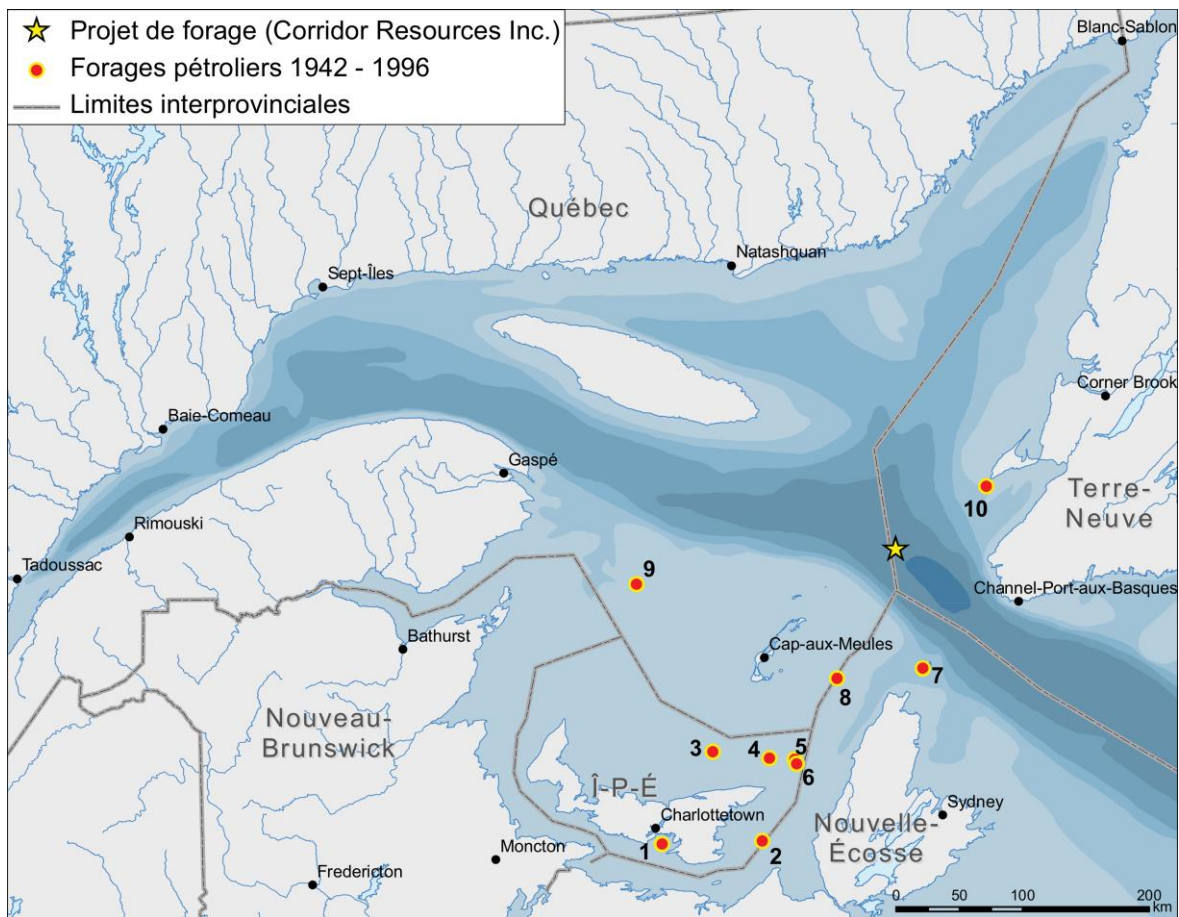 Projet de forage (Corridor Resources Inc.)
Forages pétroliers 1942 - 1996
Limites interprovinciales
Blanc-Sablon
Québec
Natashquan
Sept-Îles
Corner Brook
Baie-Comeau
Gaspé
Terre-
Neuve
10
Rimouski
Tadoussac
9
Channel-Port-aux-Basques
Bathurst
Cap-aux-Meules
7
8
Nouveau-
Brunswick
3
4
5
6
Î-P-É
Charlottetown
Sydney
Nouvelle-
Écosse
1
2
Moncton
Fredericton
0 50 100 200
km